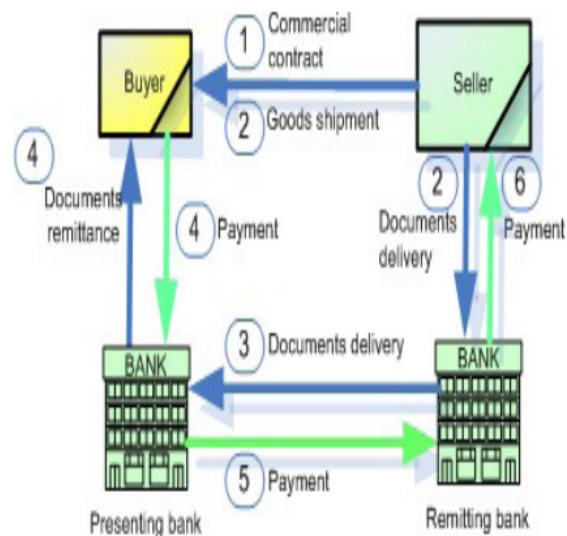 1 Commercial
contract
Buyer
Seller
2 Goods shipment
4
Documents
remittance
4 Payment
2
Documents
delivery
6
Payment
3 Documents delivery
BANK
BANK
5 Payment
Presenting bank
Remitting bank